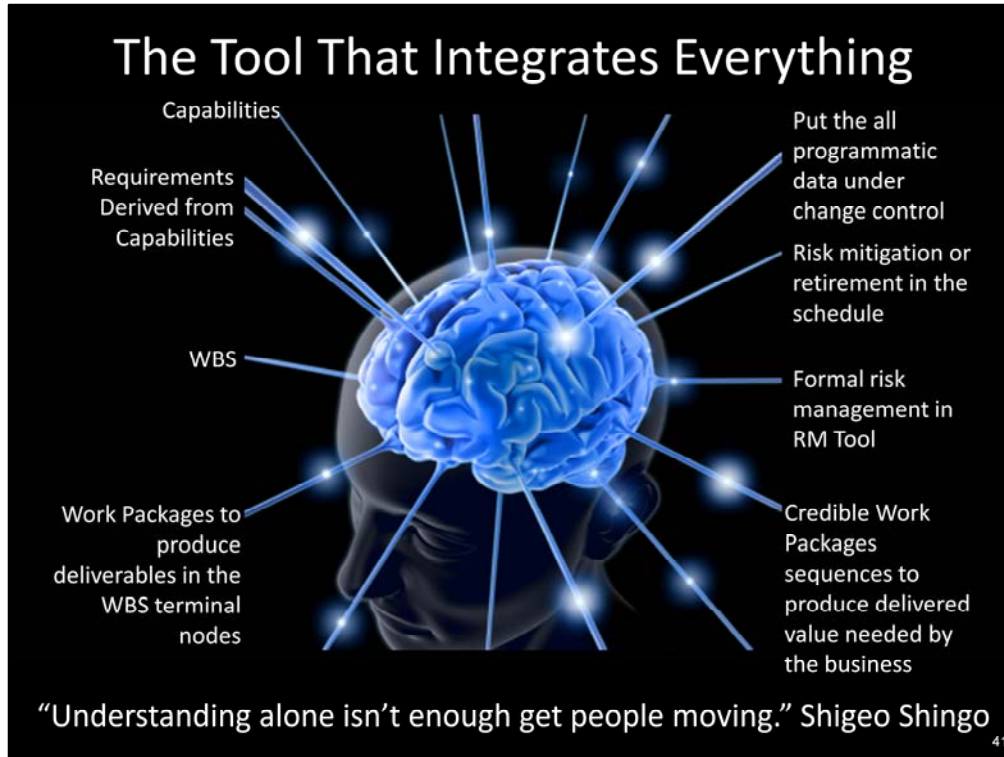 The Tool That Integrates Everything
Capabilities
Requirements
Derived from
Capabilities
WBS
Work Packages to
produce
deliverables in the
WBS terminal
nodes
Put the all
programmatic
data under
change control
Risk mitigation or
retirement in the
schedule
Formal risk
management in
RM Tool
Credible Work
Packages
sequences to
produce delivered
value needed by
the business
“Understanding alone isn’t enough get people moving.” Shigeo Shingo
41